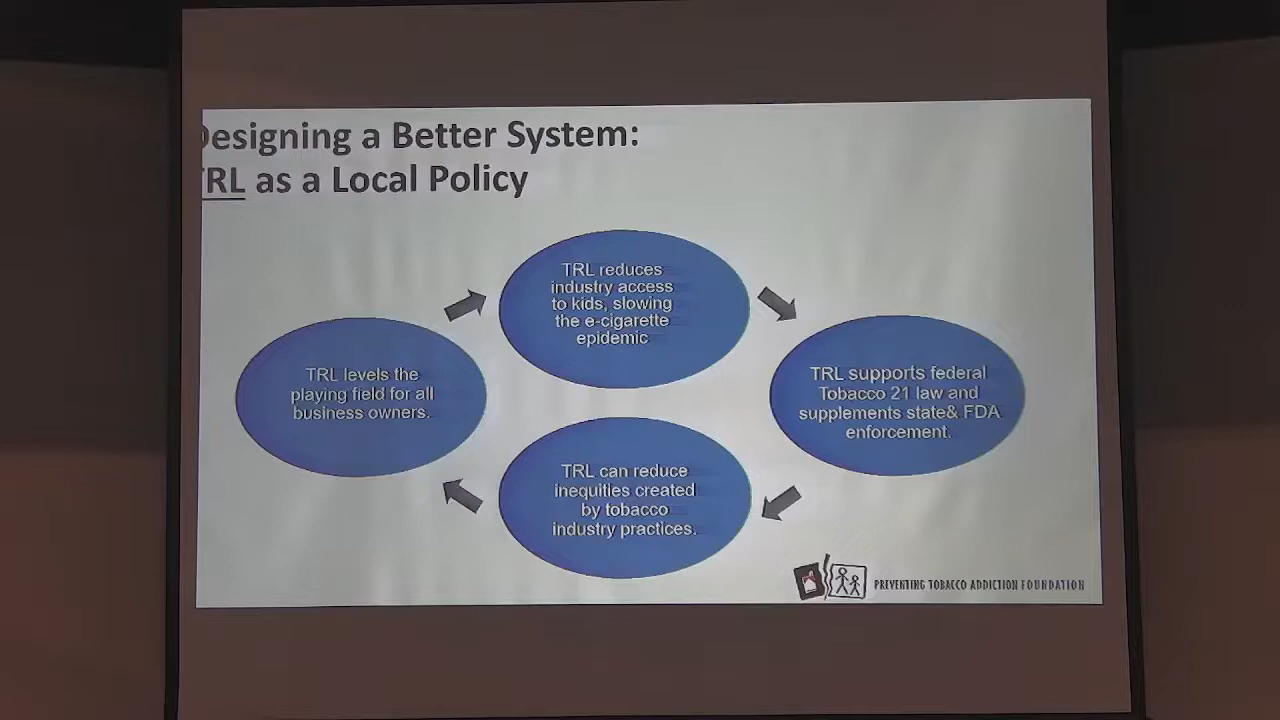 Designing a Better System:
TRL as a Local Policy
TRL reduces
industry access
to kids, slowing
the e-cigarette
epidemic
TRL levels the
playing field for all
business owners.
TRL supports federal
Tobacco 21 law and
supplements state& FDA
enforcement.
TRL can reduce
inequities created
by tobacco
industry practices.
PREVENTING TOBACCO ADDICTION FOUNDATION